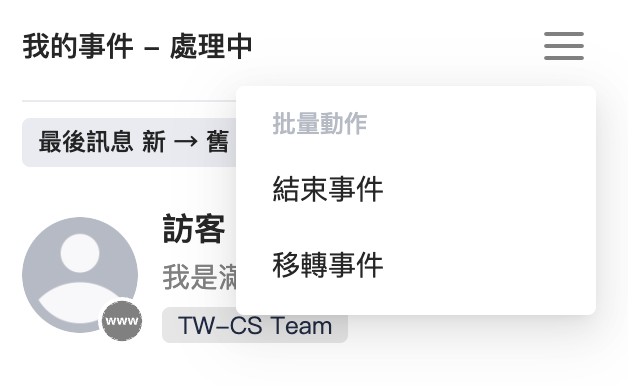 我的事件 – 處理中
批量動作
結束事件
移轉事件
最後訊息 新 → 舊
訪客
我是
www
TW–CS Team